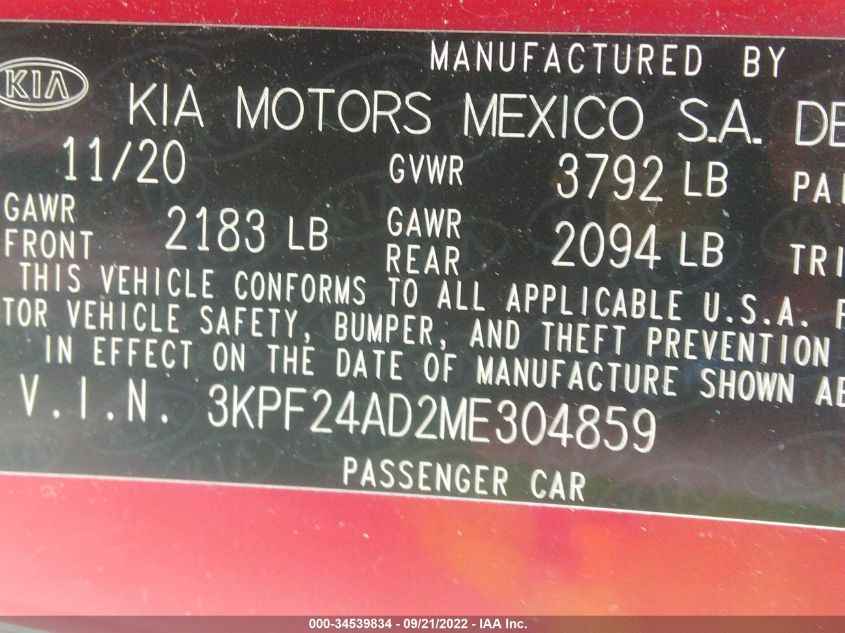 MANUFACTURED BY
KIA
KIA MOTORS MEXICO S.A. DE
11/20 GVWR 3792 LB
GAWR FRONT 2183 LB GAWR REAR 2094 LB
THIS VEHICLE CONFORMS TO ALL APPLICABLE U.S.A.
TOR VEHICLE SAFETY, BUMPER, AND THEFT PREVENTION
IN EFFECT ON THE DATE OF MANUFACTURE SHOWN AB
V.I.N. 3KPF24AD2ME304859
PASSENGER CAR
000-34539834 - 09/21/2022 - IAA Inc.